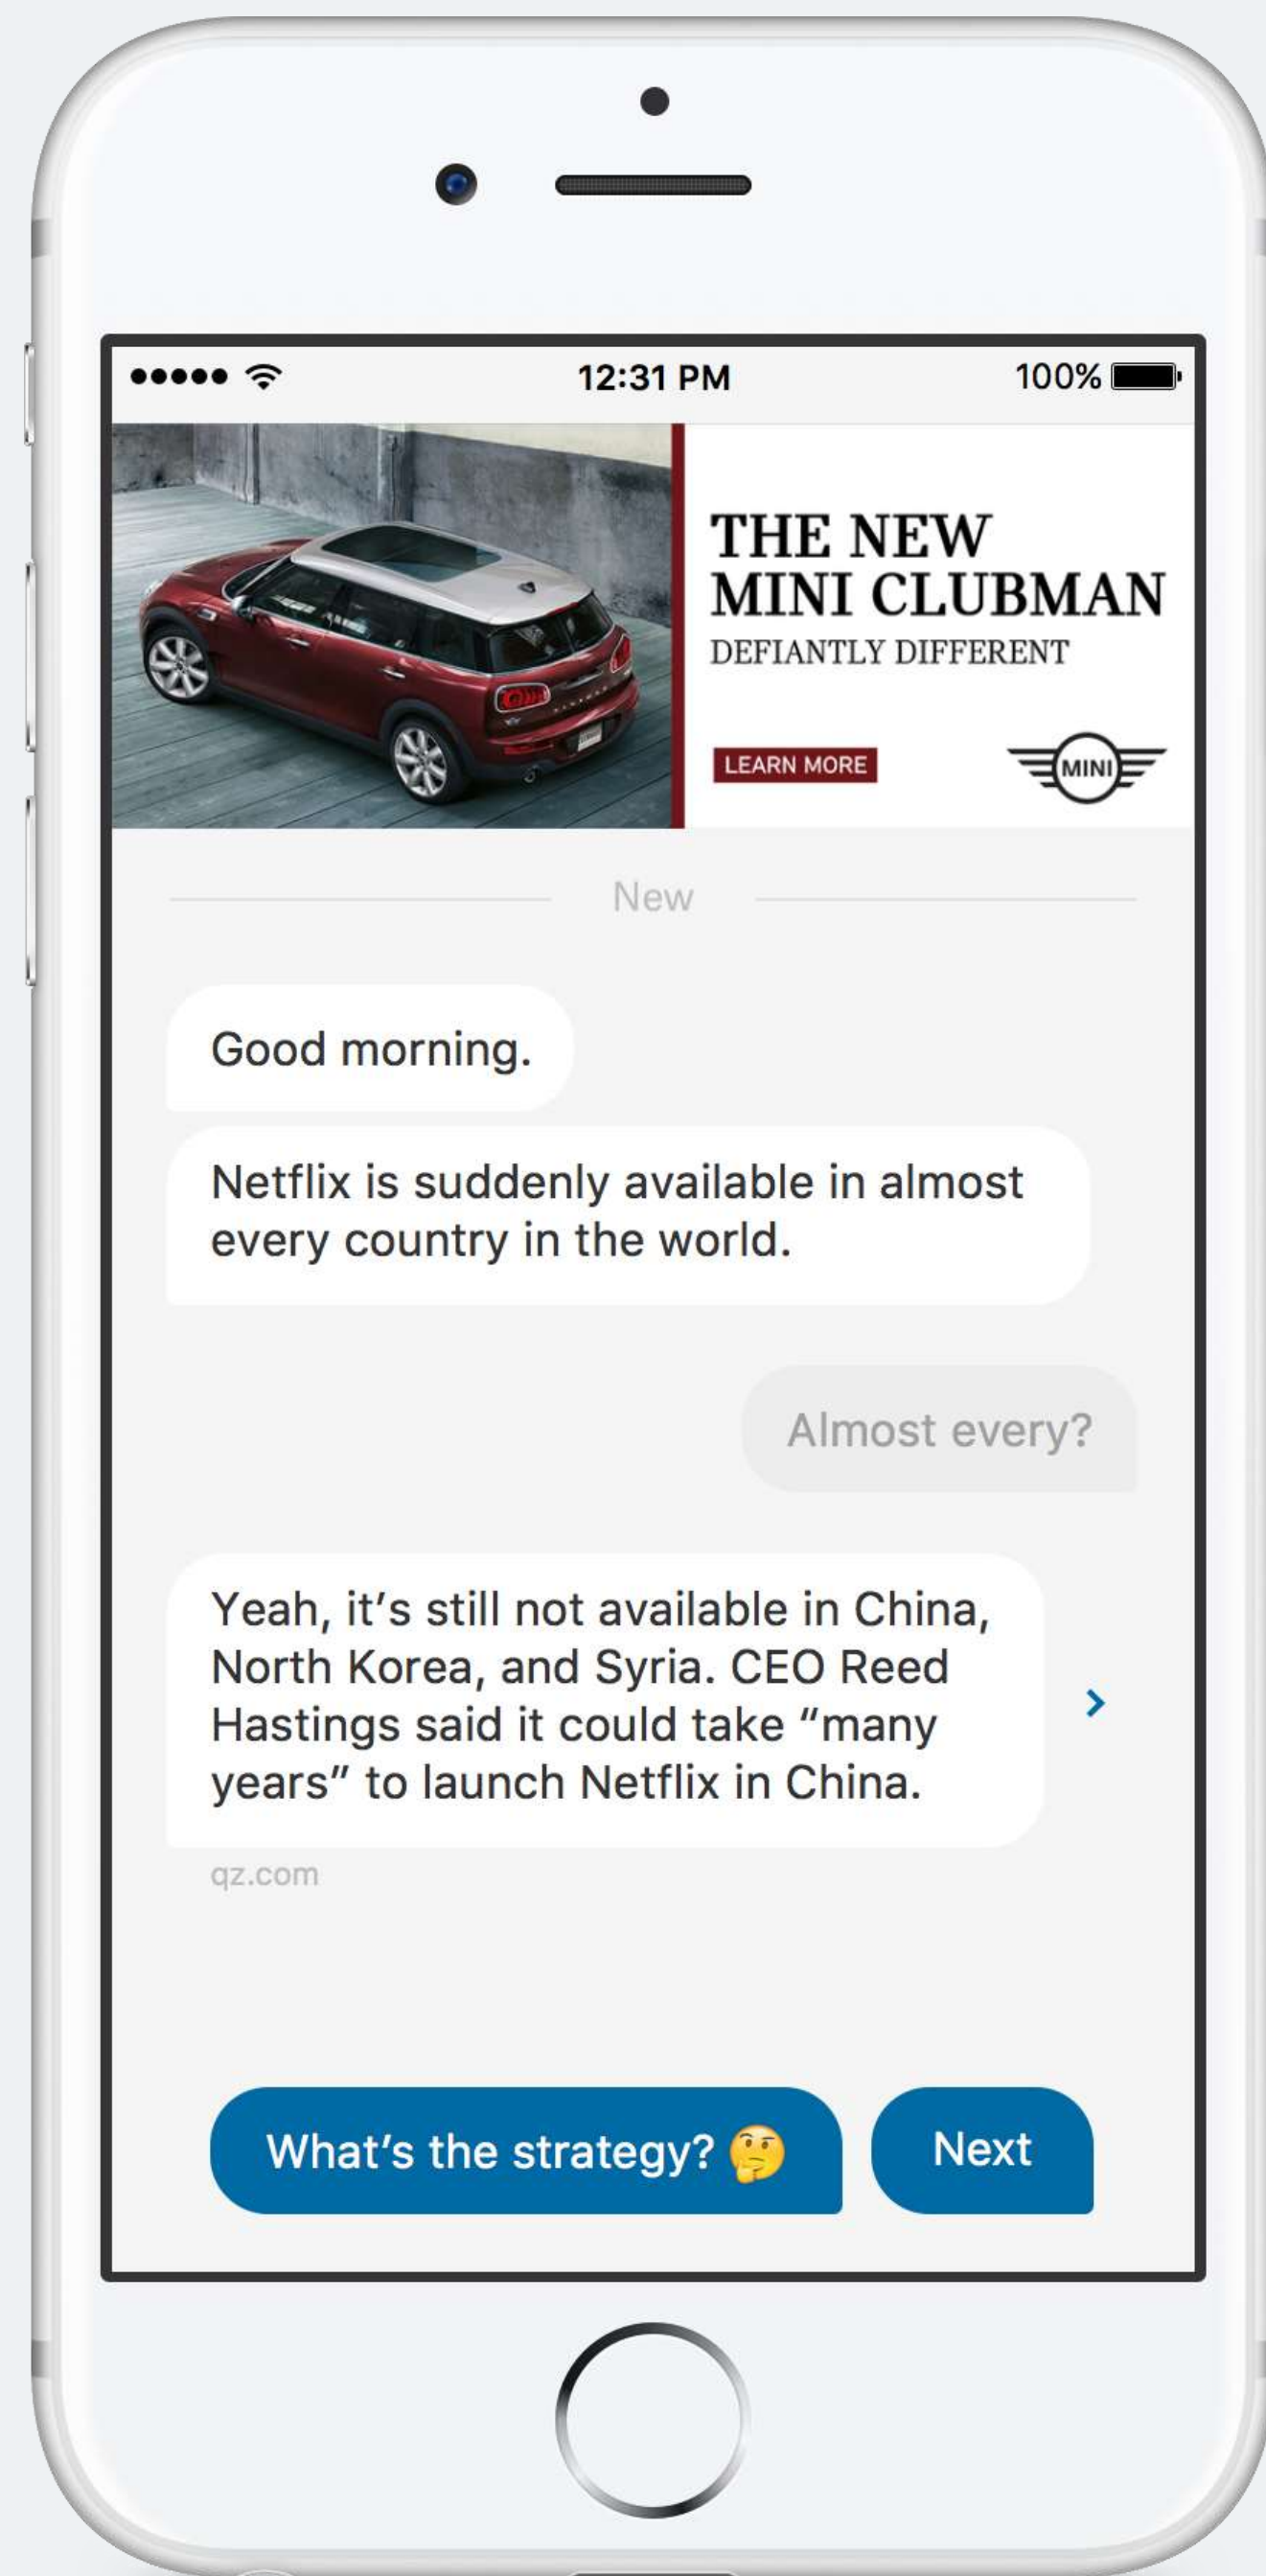 12:31 PM
100%
THE NEW
MINI CLUBMAN
DEFIANTLY DIFFERENT
LEARN MORE
MINI
New
Good morning.
Netflix is suddenly available in almost
every country in the world.
Almost every?
Yeah, it’s still not available in China,
North Korea, and Syria. CEO Reed
Hastings said it could take “many
years” to launch Netflix in China.
qz.com
What’s the strategy? 🤔
Next